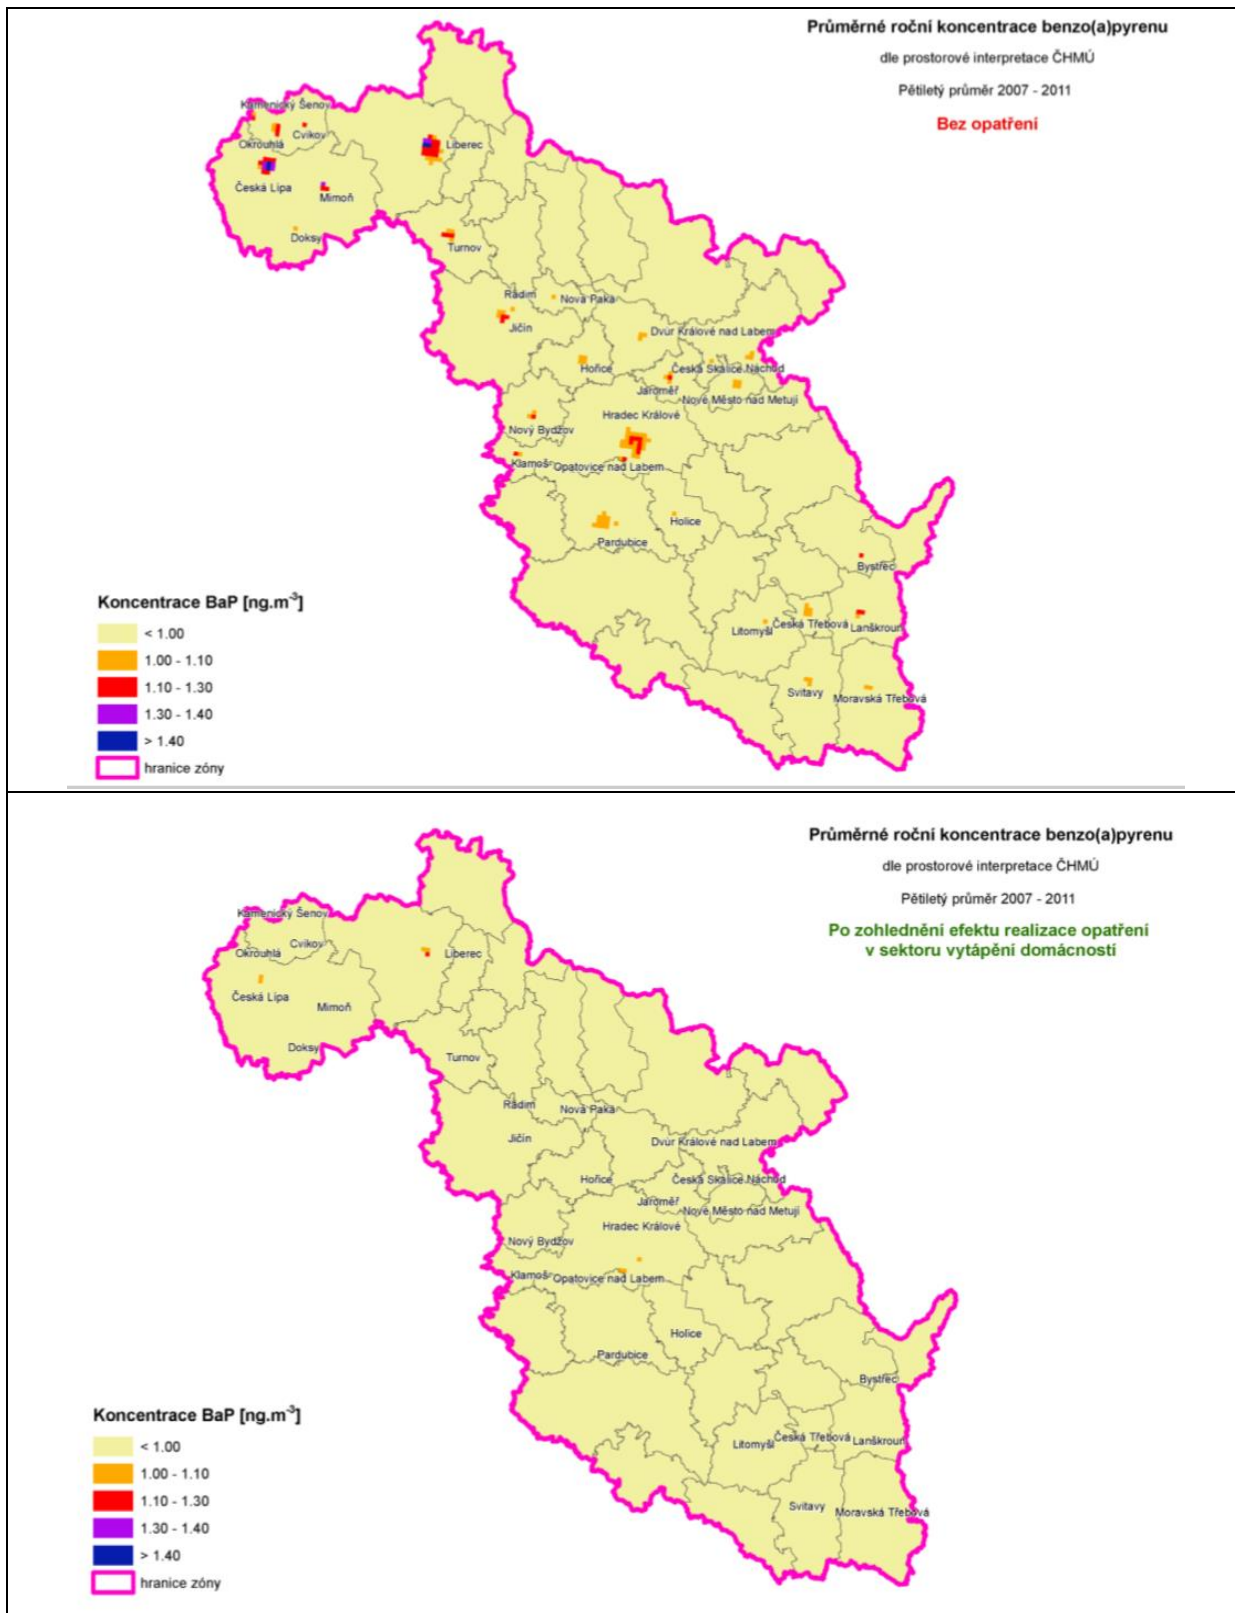 Průměrné roční koncentrace benzo(a)pyrenu
dle prostorové interpretace ČHMÚ
Pětiletý průměr 2007 - 2011
Bez opatření
Kamenický Šenov
Cvikov
Okrouhlá
Liberec
Česká Lípa
Mimoň
Doksy
Turnov
Rádim
Nová Paka
Jičín
Dvůr Králové nad Labem
Hořice
Česká Skalice
Náchod
Jaroměř
Nové Město nad Metují
Hradec Králové
Nový Bydžov
Klamoš
Opatovice nad Labem
Holice
Pardubice
Bystřec
Litomyšl
Česká Třebová
Lanškroun
Svitavy
Moravská Třebová
Koncentrace BaP [ng.m-3]
< 1.00
1.00 - 1.10
1.10 - 1.30
1.30 - 1.40
> 1.40
hranice zóny
Průměrné roční koncentrace benzo(a)pyrenu
dle prostorové interpretace ČHMÚ
Pětiletý průměr 2007 - 2011
Po zohlednění efektu realizace opatření
v sektoru vytápění domácností
Kamenický Šenov
Cvikov
Okrouhlá
Liberec
Česká Lípa
Mimoň
Doksy
Turnov
Rádim
Nová Paka
Jičín
Dvůr Králové nad Labem
Hořice
Česká Skalice
Náchod
Jaroměř
Nové Město nad Metují
Hradec Králové
Nový Bydžov
Klamoš
Opatovice nad Labem
Holice
Pardubice
Bystřec
Litomyšl
Česká Třebová
Lanškroun
Svitavy
Moravská Třebová
Koncentrace BaP [ng.m-3]
< 1.00
1.00 - 1.10
1.10 - 1.30
1.30 - 1.40
> 1.40
hranice zóny